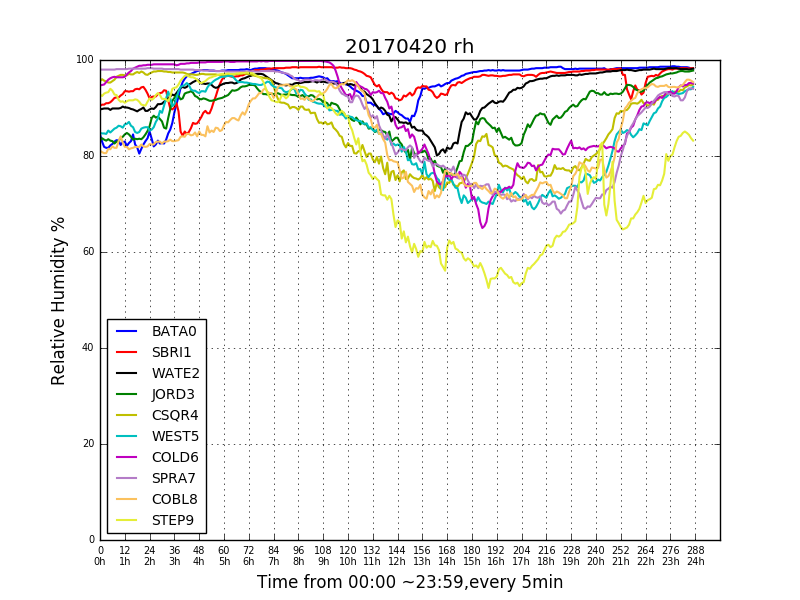 20170420 rh
100
80
60
40
20
0
Relative Humidity %
BATA0
SBRI1
WATE2
JORD3
CSQR4
WEST5
COLD6
SPRA7
COBL8
STEP9
0 12 24 36 48 60 72 84 96 108 120 132 144 156 168 180 192 204 216 228 240 252 264 276 288
0h 1h 2h 3h 4h 5h 6h 7h 8h 9h 10h 11h 12h 13h 14h 15h 16h 17h 18h 19h 20h 21h 22h 23h 24h
Time from 00:00 ~23:59,every 5min